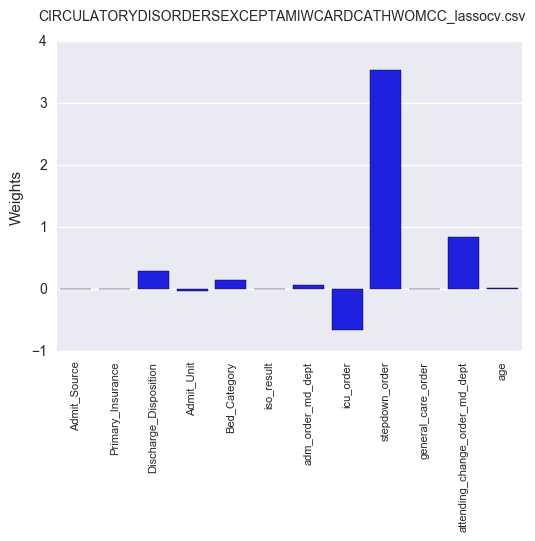 CIRCULATORYDISORDERSEXCEPTAMIWCARDCATHWOMCC_lassocv.csv
4
3
2
1
0
−1
Weights
Admit_Source
Primary_Insurance
Discharge_Disposition
Admit_Unit
Bed_Category
iso_result
adm_order_md_dept
icu_order
stepdown_order
general_care_order
attending_change_order_md_dept
age